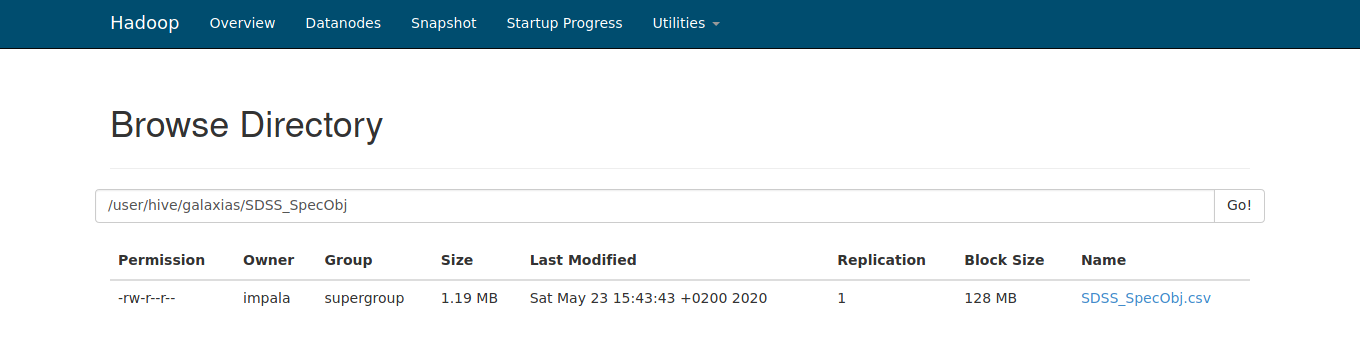 Hadoop Overview Datanodes Snapshot Startup Progress Utilities
Browse Directory
/user/hive/galaxias/SDSS_SpecObj Go!
Permission Owner Group Size Last Modified Replication Block Size Name
-rw-r--r-- impala supergroup 1.19 MB Sat May 23 15:43:43 +0200 2020 1 128 MB SDSS_SpecObj.csv